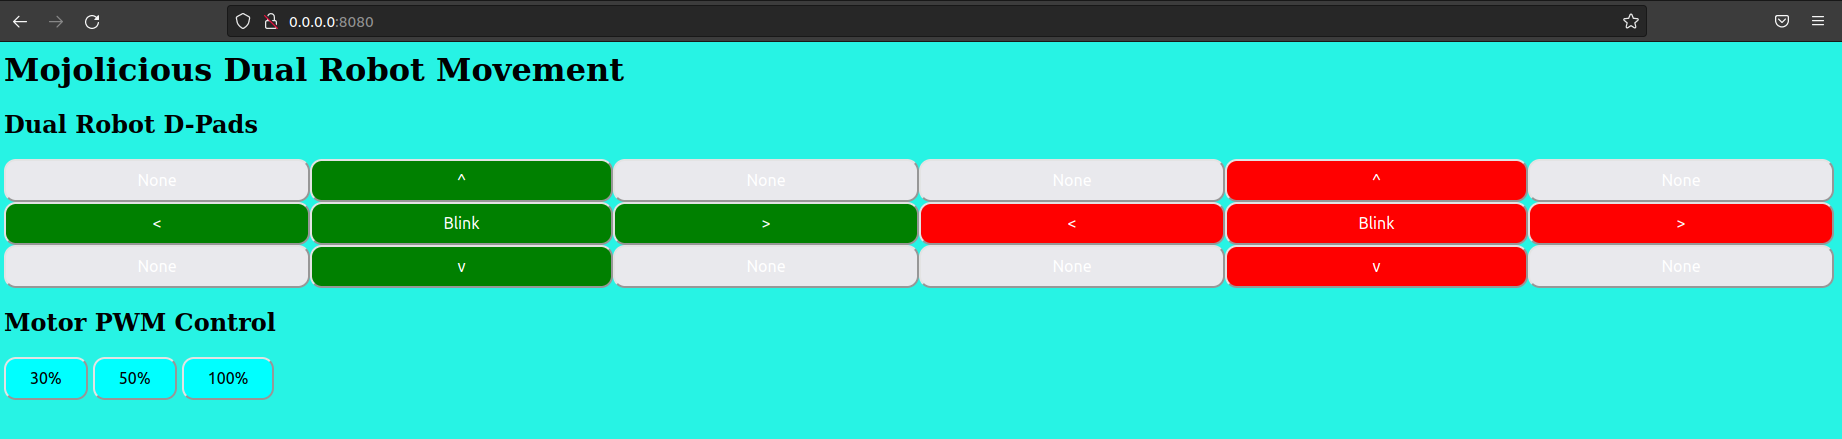 0.0.0.0:8080
Mojolicious Dual Robot Movement
Dual Robot D-Pads
None ^ None None ^ None
< Blink > < Blink >
None v None None v None
Motor PWM Control
30% 50% 100%